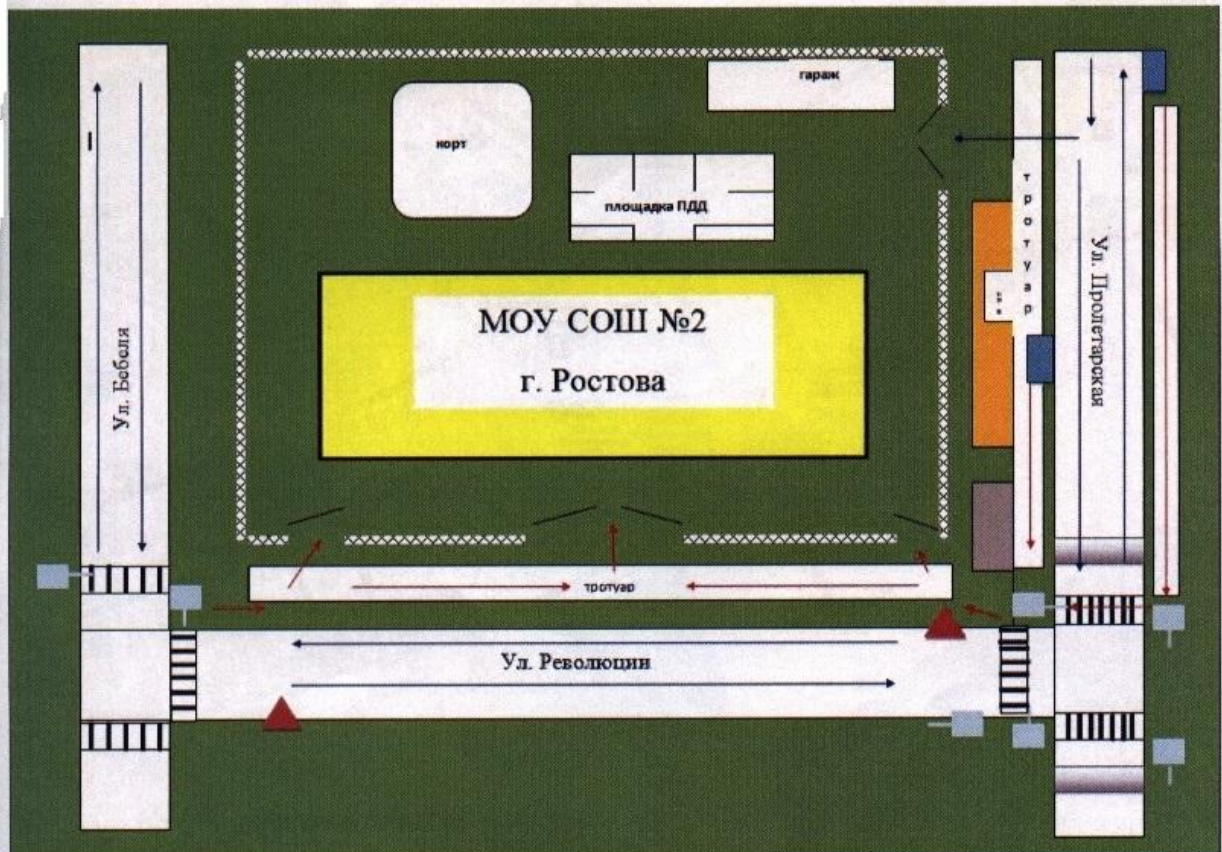 гараж
корт
площадка ПДД
тротуар
МОУ СОШ №2
г. Ростова
Ул. Бебеля
Ул. Пролетарская
тротуар
Ул. Революции